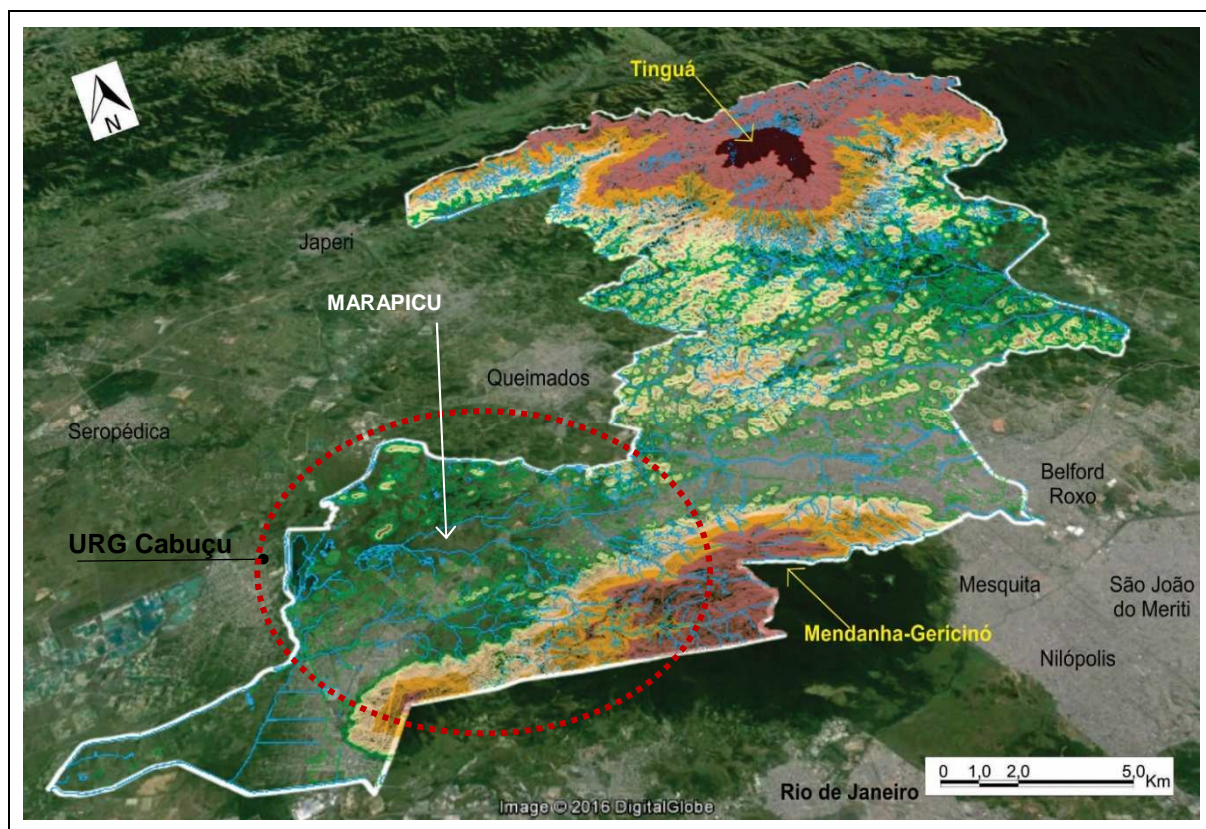 Tinguá
N
Japeri
MARAPICU
Queimados
Seropédica
Belford
Roxo
URG Cabuçu
Mesquita
São João
do Meriti
Mendanha-Gericinó
Nilópolis
0 1,0 2,0 5,0 Km
Rio de Janeiro
Image © 2016 DigitalGlobe